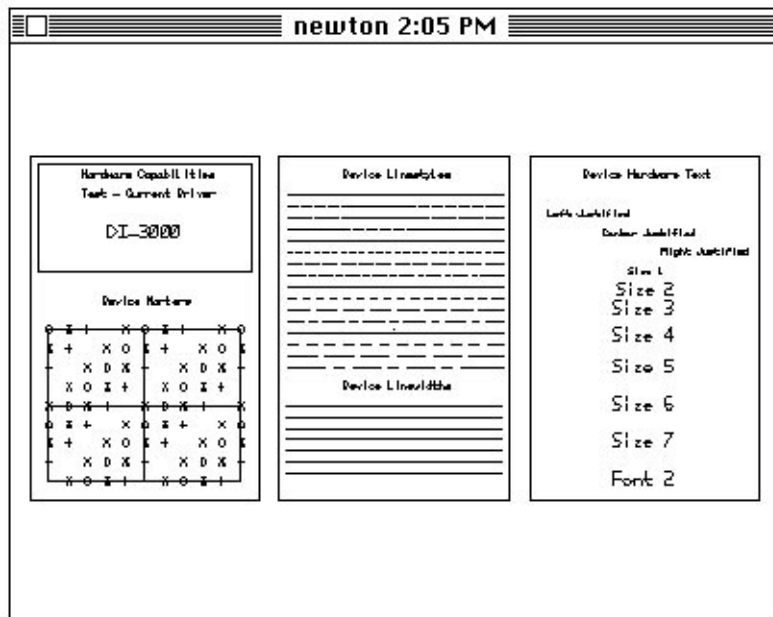 newton 2:05 PM
Hardware Capabilities
Test - Current Driver
DI_3000
Device Markers
Device Linestyles
Device Linewidths
Device Hardware Text
Left Justified
Center Justified
Right Justified
Size 1
Size 2
Size 3
Size 4
Size 5
Size 6
Size 7
Font 2